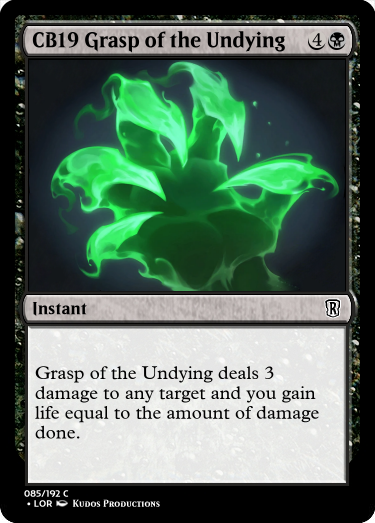 CB19 Grasp of the Undying 4
Instant R
Grasp of the Undying deals 3
damage to any target and you gain
life equal to the amount of damage
done.
085/192 C
• LOR Kudos Productions